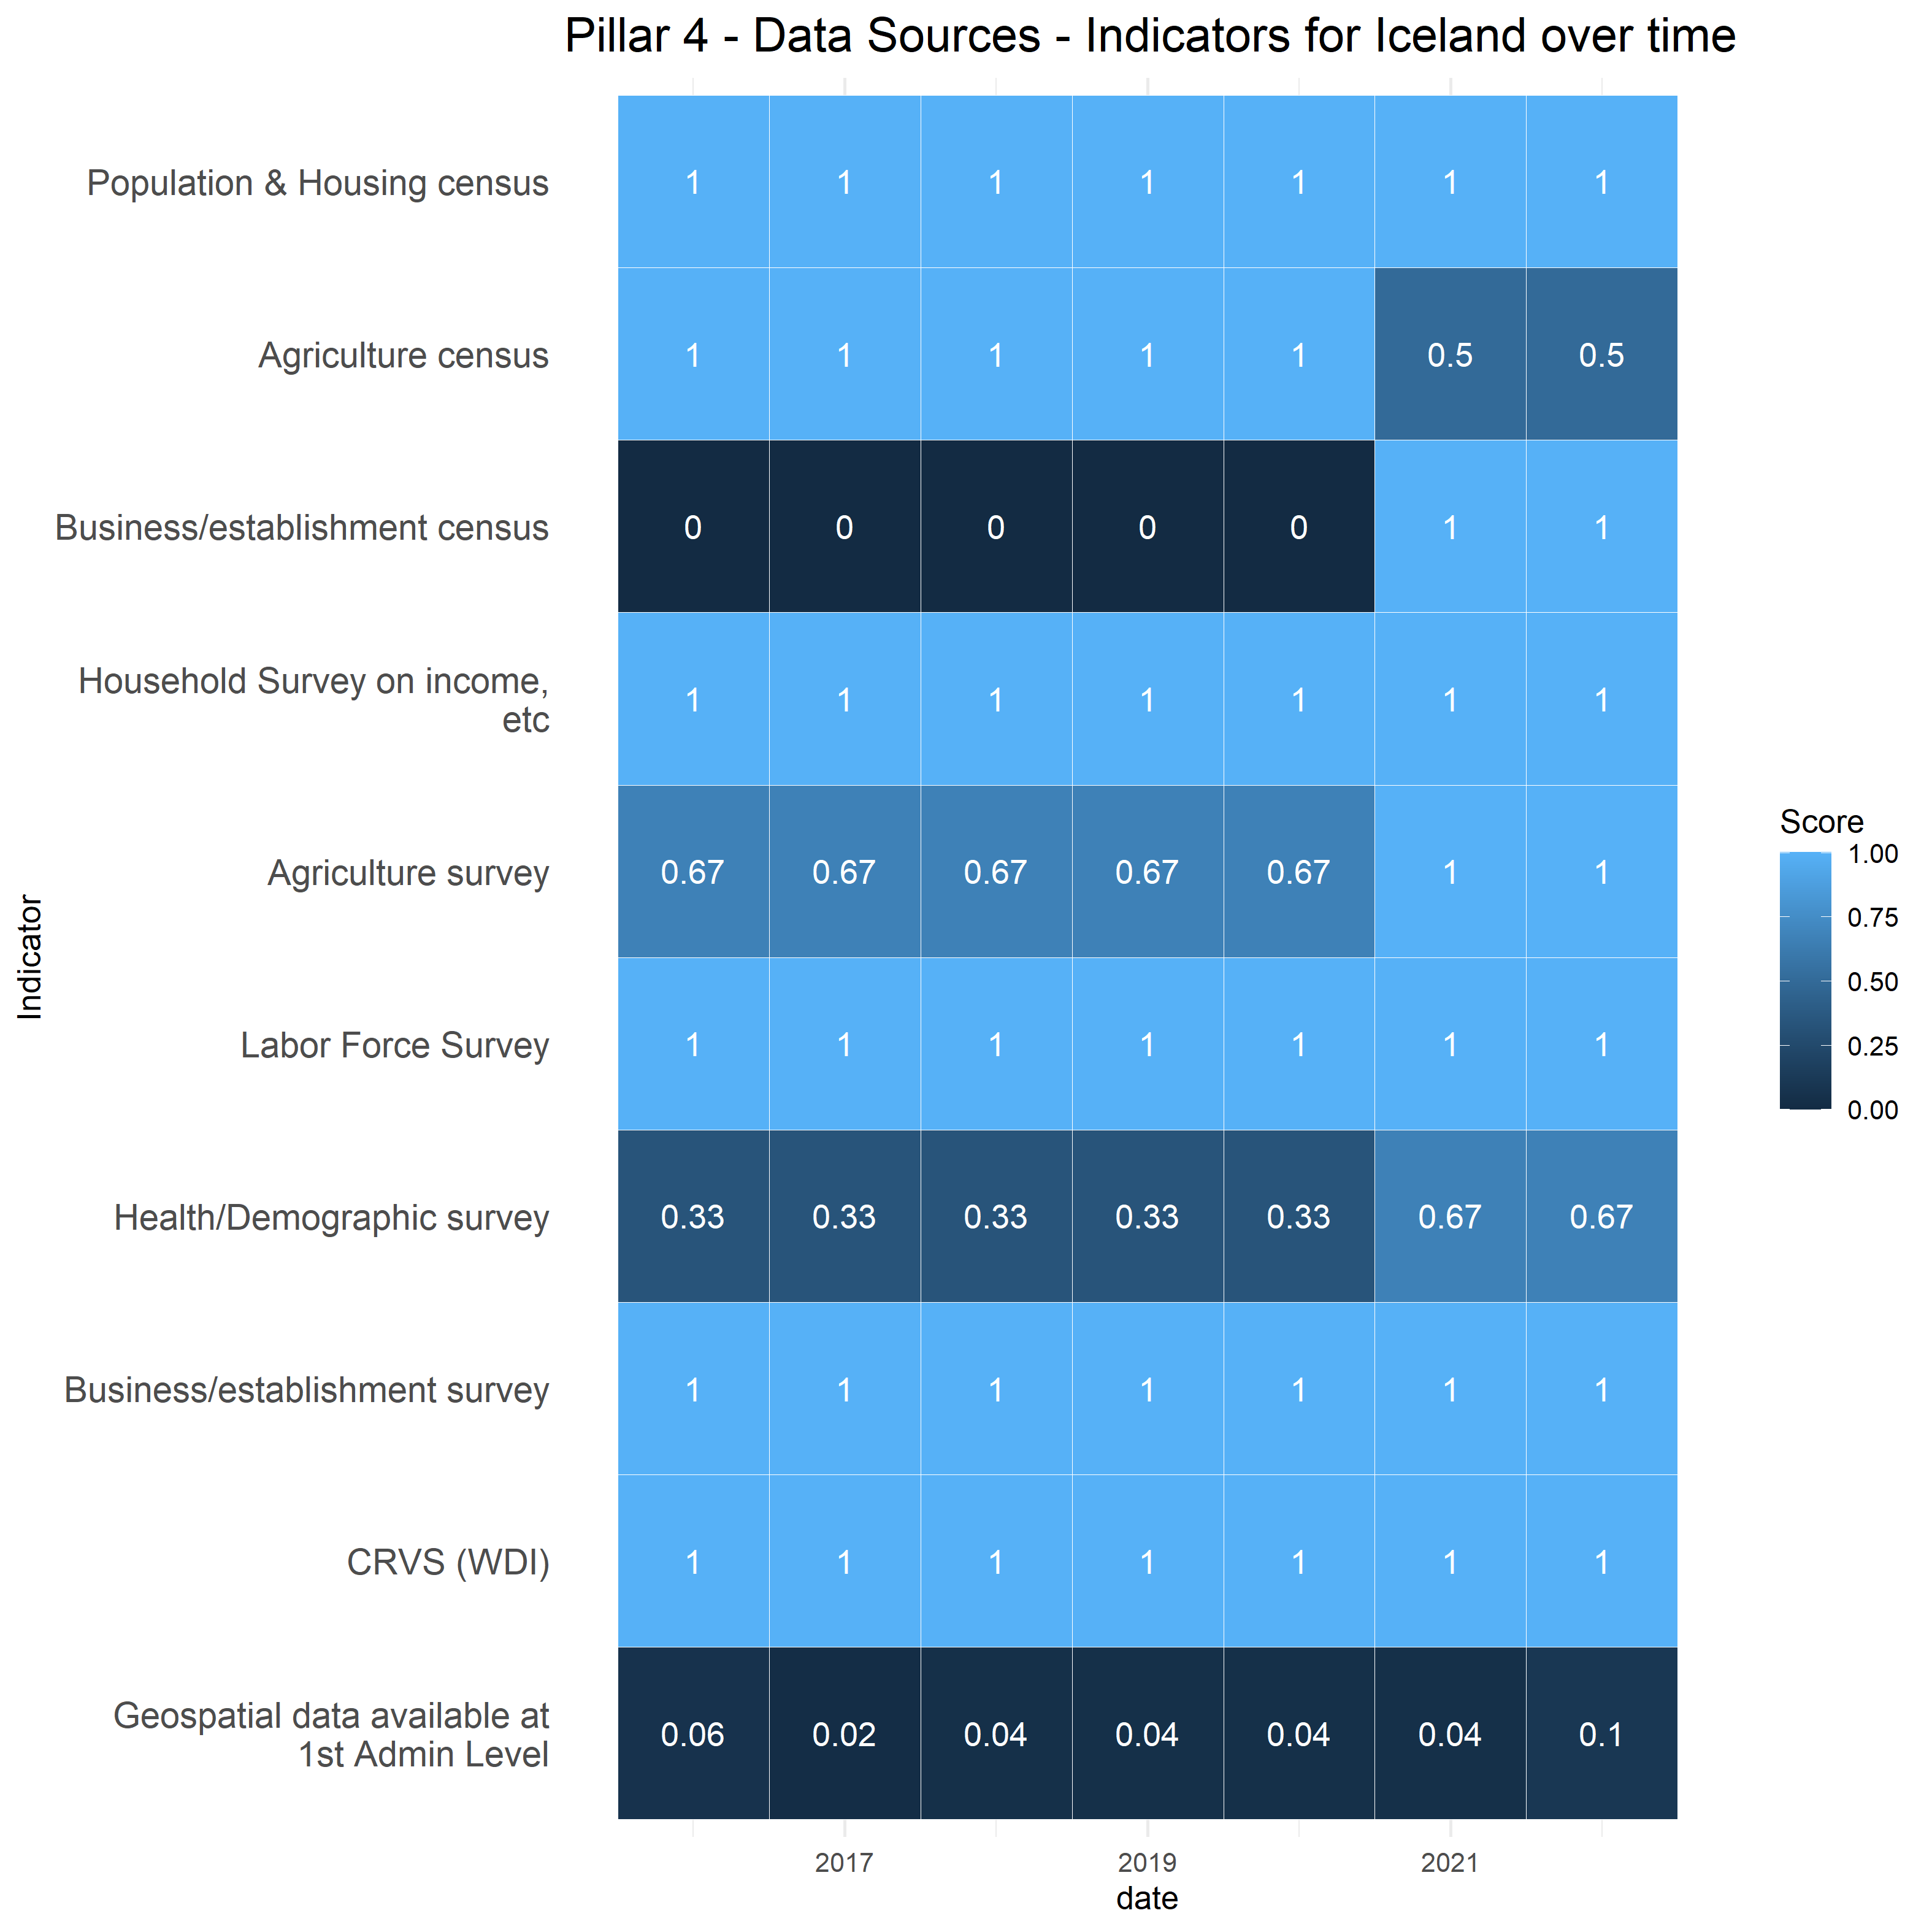 Pillar 4 - Data Sources - Indicators for Iceland over time
Population & Housing census
1 1 1 1 1 1 1
Agriculture census
1 1 1 1 1 0.5 0.5
Business/establishment census
0 0 0 0 0 1 1
Household Survey on income,
etc
1 1 1 1 1 1 1
Agriculture survey
0.67 0.67 0.67 0.67 0.67 1 1
Labor Force Survey
1 1 1 1 1 1 1
Health/Demographic survey
0.33 0.33 0.33 0.33 0.33 0.67 0.67
Business/establishment survey
1 1 1 1 1 1 1
CRVS (WDI)
1 1 1 1 1 1 1
Geospatial data available at
1st Admin Level
0.06 0.02 0.04 0.04 0.04 0.04 0.1
2017 2019 2021
date
Indicator
Score
1.00
0.75
0.50
0.25
0.00